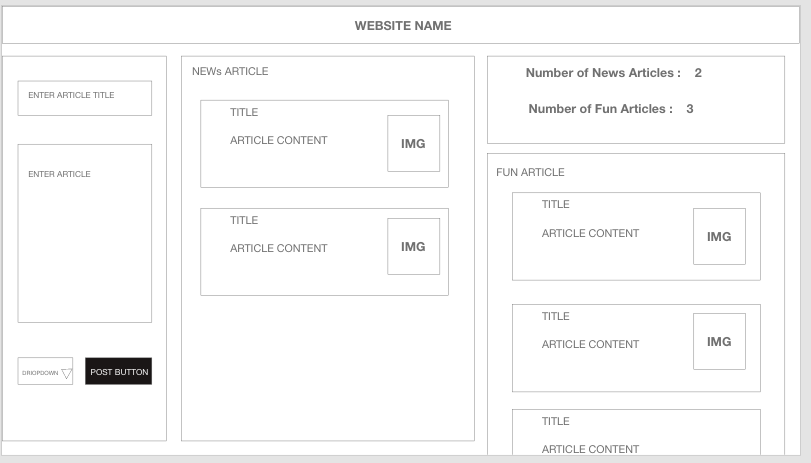 WEBSITE NAME
ENTER ARTICLE TITLE
ENTER ARTICLE
DRIOPDOWN
POST BUTTON
NEWs ARTICLE
TITLE
ARTICLE CONTENT
IMG
TITLE
ARTICLE CONTENT
IMG
Number of News Articles : 2
Number of Fun Articles : 3
FUN ARTICLE
TITLE
ARTICLE CONTENT
IMG
TITLE
ARTICLE CONTENT
IMG
TITLE
ARTICLE CONTENT